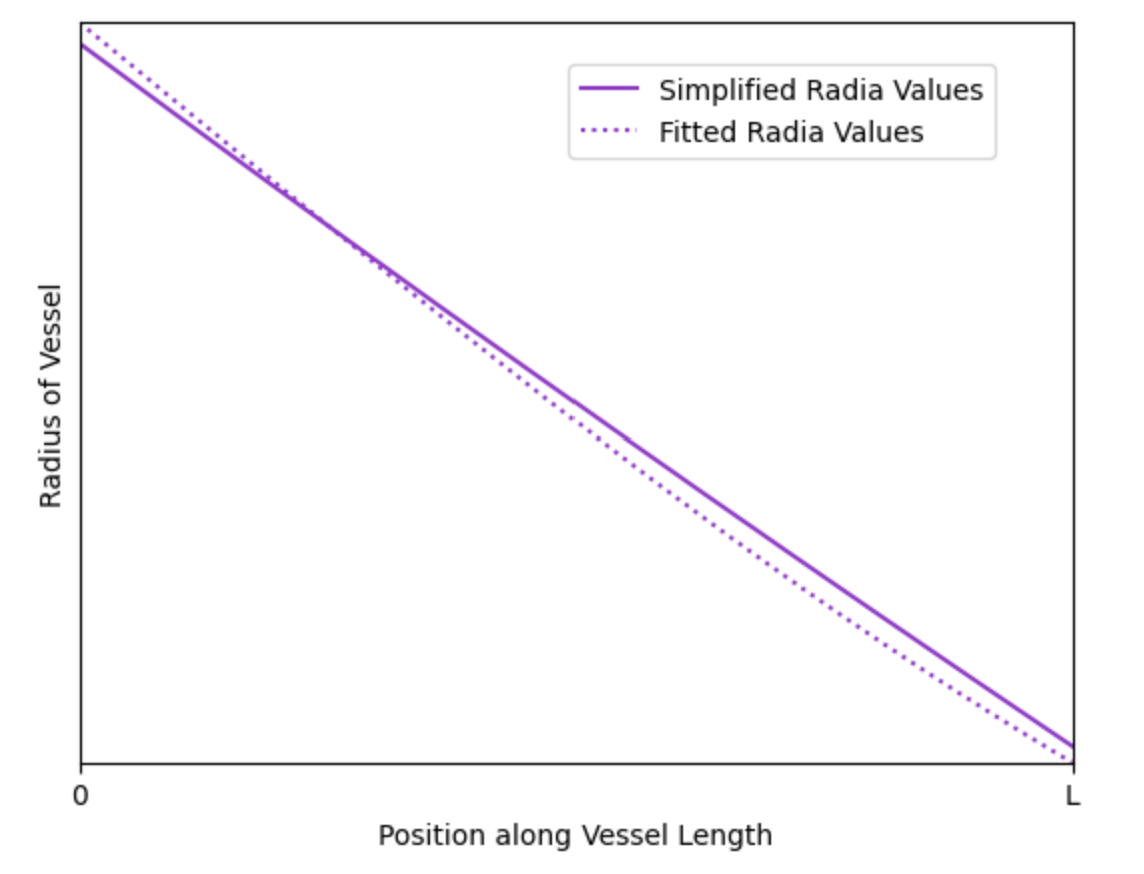 Simplified Radia Values
Fitted Radia Values
Radius of Vessel
0
L
Position along Vessel Length